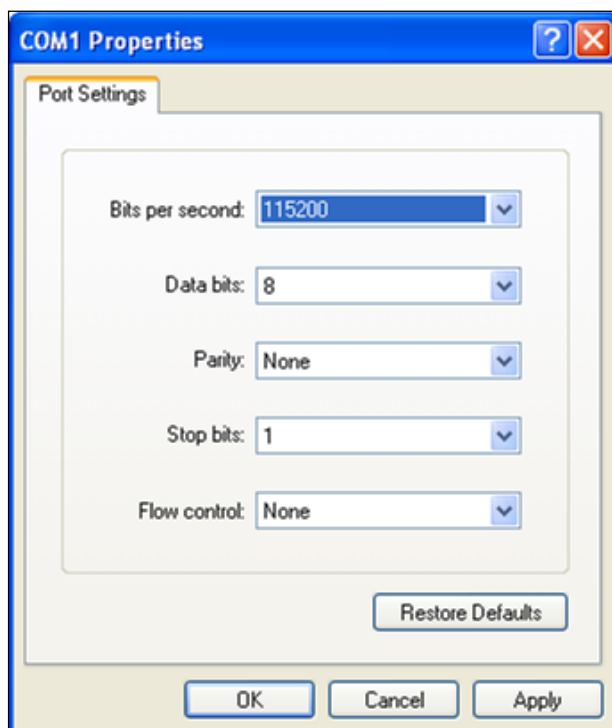 COM1 Properties
Port Settings
Bits per second: 115200
Data bits: 8
Parity: None
Stop bits: 1
Flow control: None
Restore Defaults
OK Cancel Apply